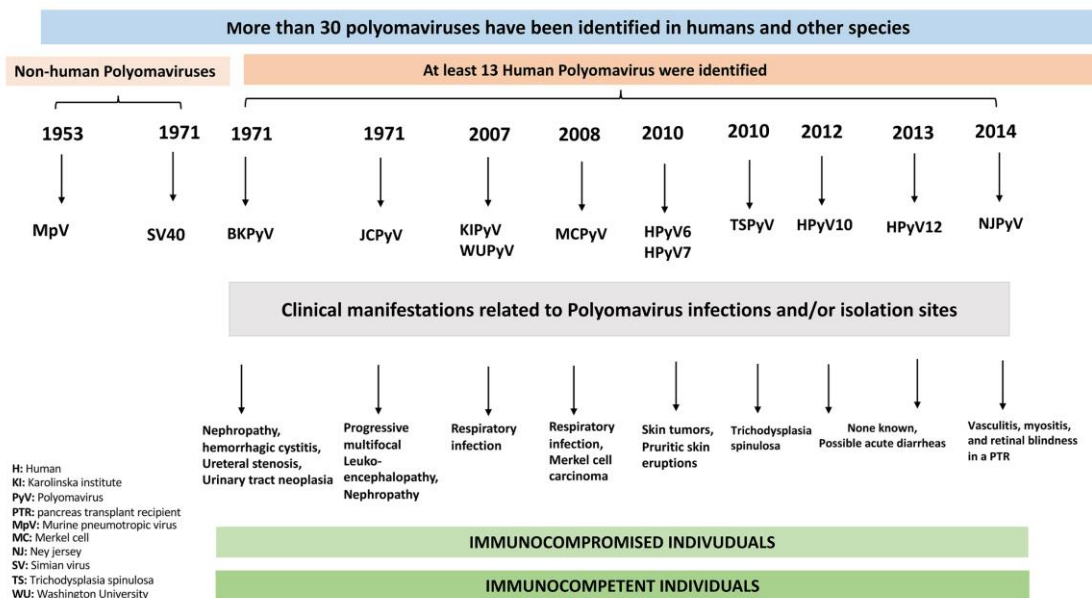 More than 30 polyomaviruses have been identified in humans and other species
Non-human Polyomaviruses
At least 13 Human Polyomavirus were identified
1953
1971
1971
1971
2007
2008
2010
2010
2012
2013
2014
MpV
SV40
BKPyV
JCPyV
KIPyV
WUPyV
MCPyV
HPyV6
HPyV7
TSPyV
HPyV10
HPyV12
NJPyV
Clinical manifestations related to Polyomavirus infections and/or isolation sites
Nephropathy,
hemorrhagic cystitis,
Ureteral stenosis,
Urinary tract neoplasia
Progressive
multifocal
Leuko-
encephalopathy,
Nephropathy
Respiratory
infection
Respiratory
infection,
Merkel cell
carcinoma
Skin tumors,
Pruritic skin
eruptions
Trichodysplasia
spinulosa
None known,
Possible acute diarrheas
Vasculitis, myositis,
and retinal blindness
in a PTR
H: Human
KI: Karolinska institute
PyV: Polyomavirus
PTR: pancreas transplant recipient
MpV: Murine pneumotropic virus
MC: Merkel cell
NJ: Ney jersey
SV: Simian virus
TS: Trichodysplasia spinulosa
WU: Washington University
IMMUNOCOMPROMISED INDIVUDUALS
IMMUNOCOMPETENT INDIVIDUALS